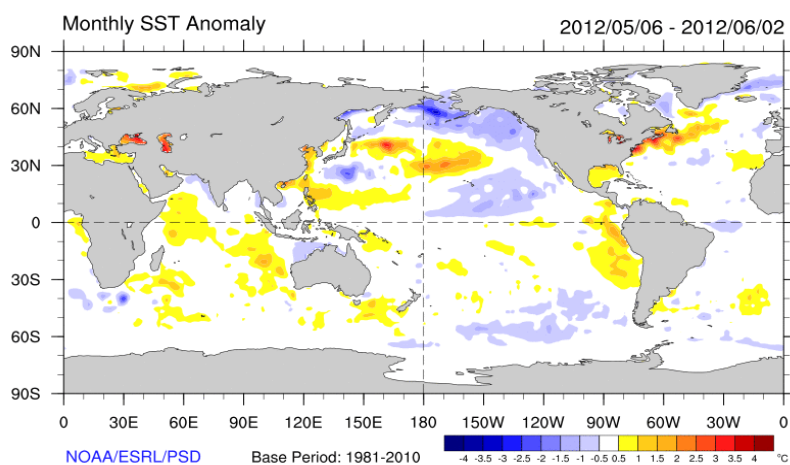 Monthly SST Anomaly 2012/05/06 - 2012/06/02
90N
60N
30N
0
30S
60S
90S
0 30E 60E 90E 120E 150E 180 150W 120W 90W 60W 30W 0
NOAA/ESRL/PSD Base Period: 1981-2010
-4 -3.5 -3 -2.5 -2 -1.5 -1 -0.5 0.5 1 1.5 2 2.5 3 3.5 4 °C